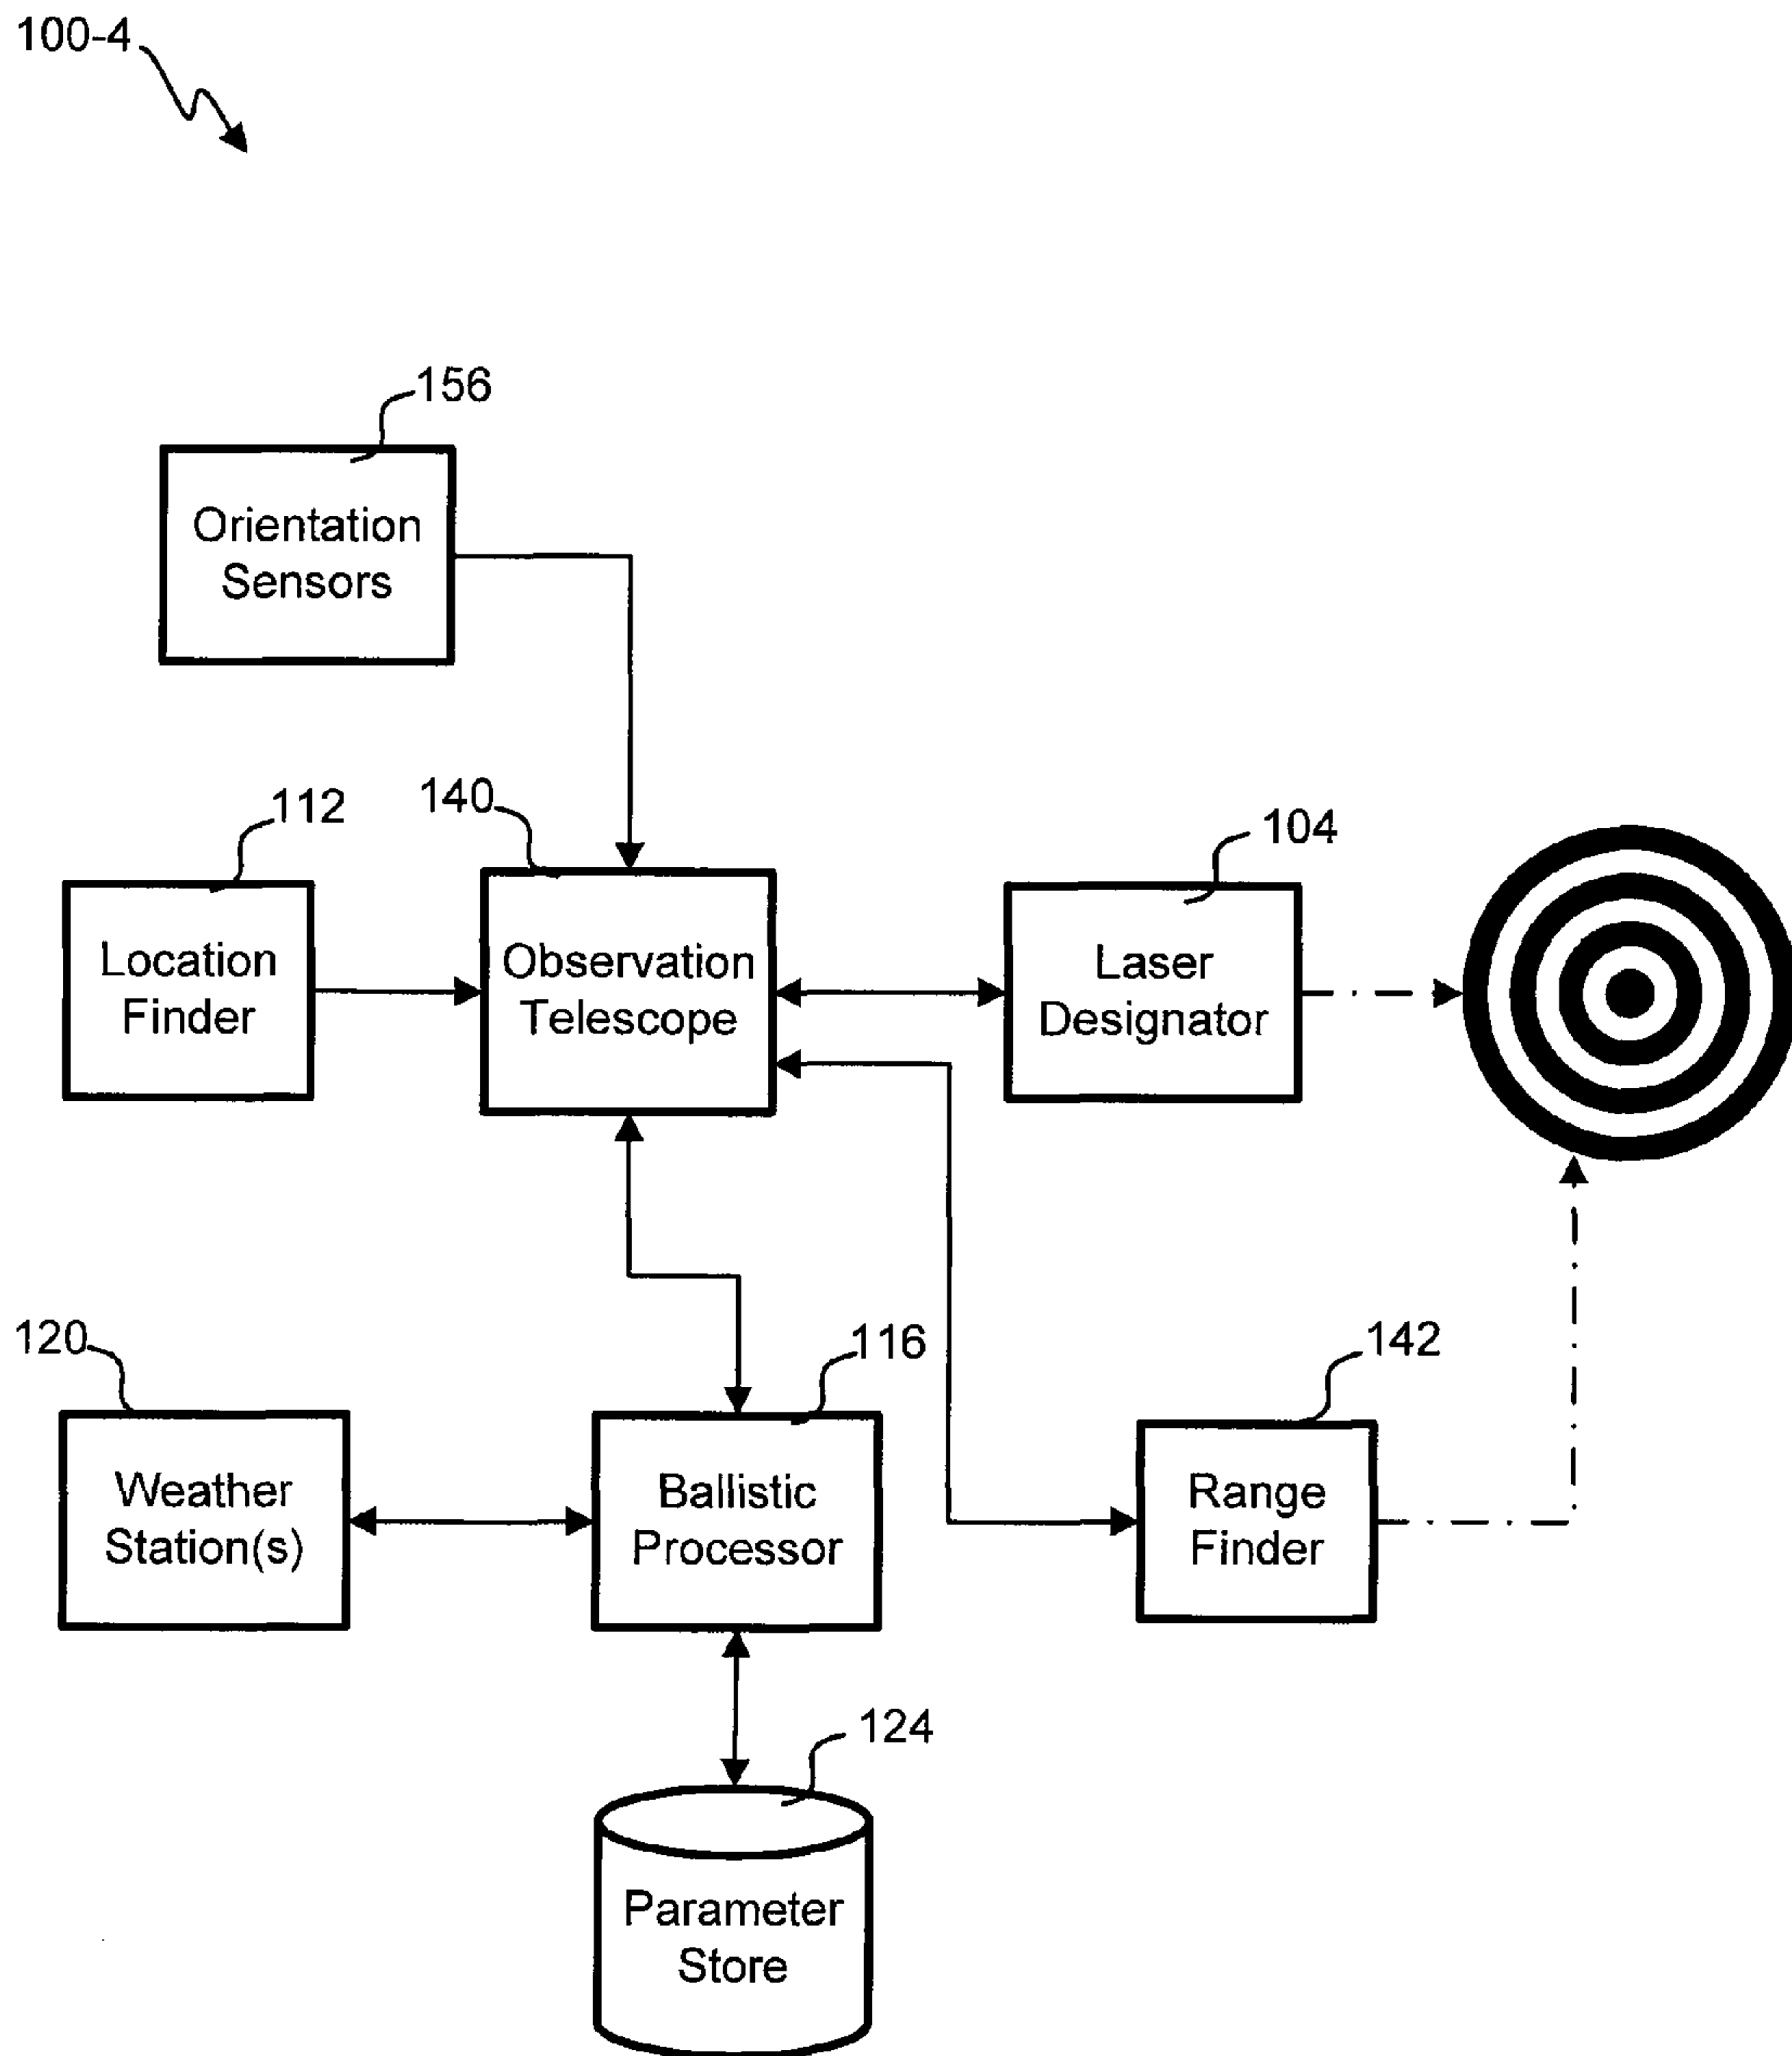 100-4
156
Orientation
Sensors
112
140
104
Location
Finder
Observation
Telescope
Laser
Designator
120
116
142
Weather
Station(s)
Ballistic
Processor
Range
Finder
124
Parameter
Store